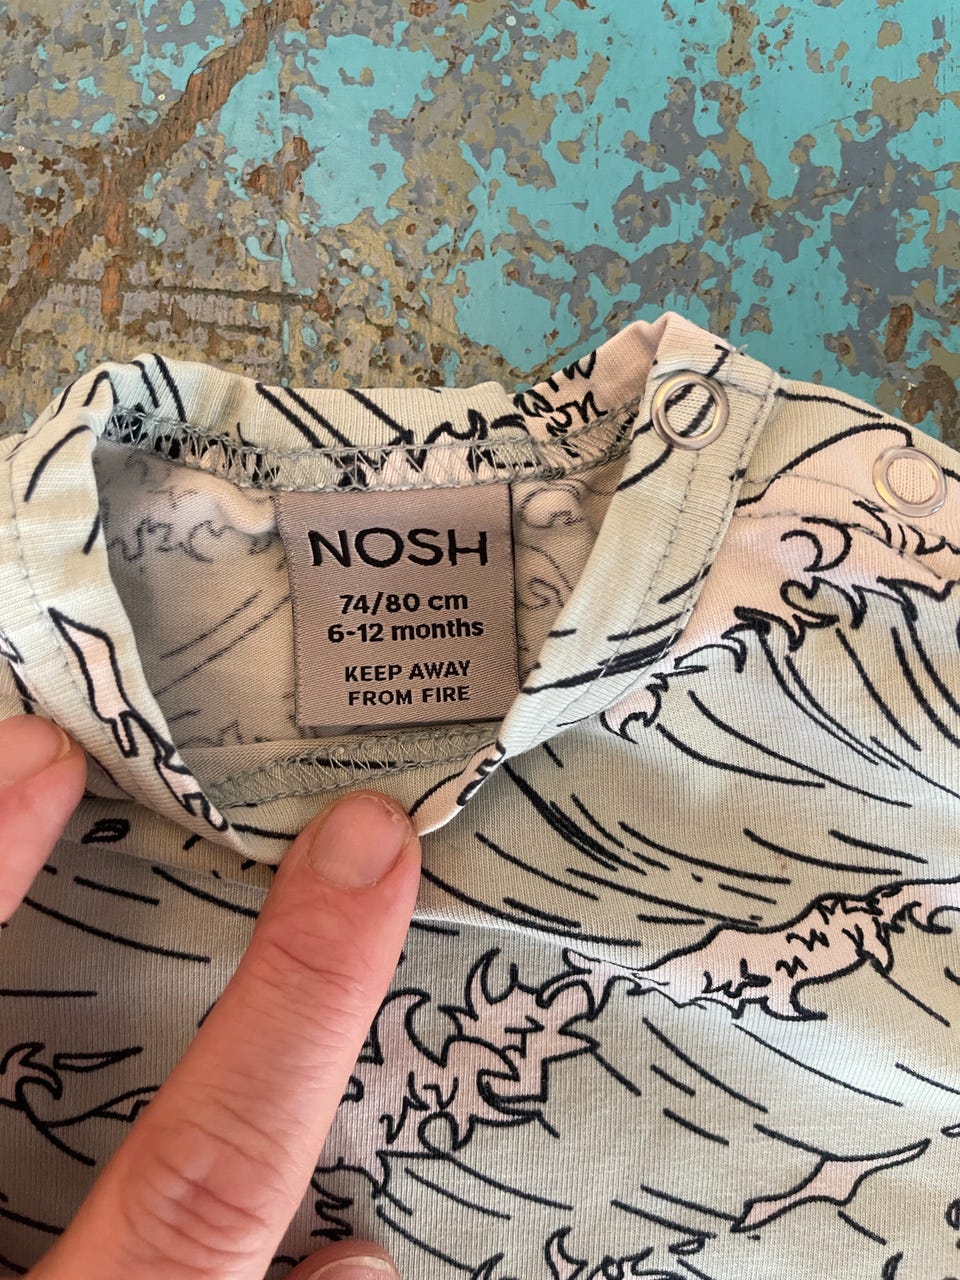 NOSH
74/80 cm
6-12 months
KEEP AWAY
FROM FIRE